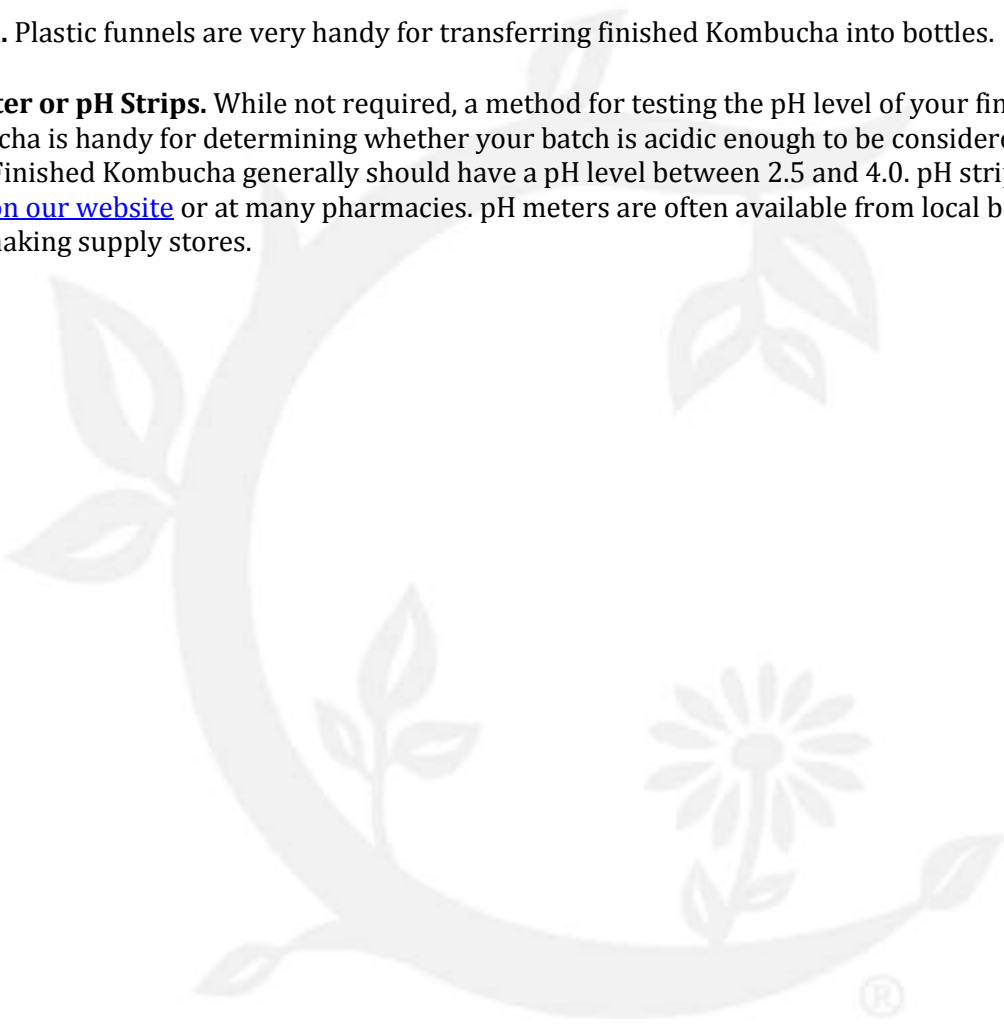 . Plastic funnels are very handy for transferring finished Kombucha into bottles.
ter or pH Strips. While not required, a method for testing the pH level of your fin
cha is handy for determining whether your batch is acidic enough to be considere
Finished Kombucha generally should have a pH level between 2.5 and 4.0. pH strip
on our website or at many pharmacies. pH meters are often available from local b
making supply stores.
®